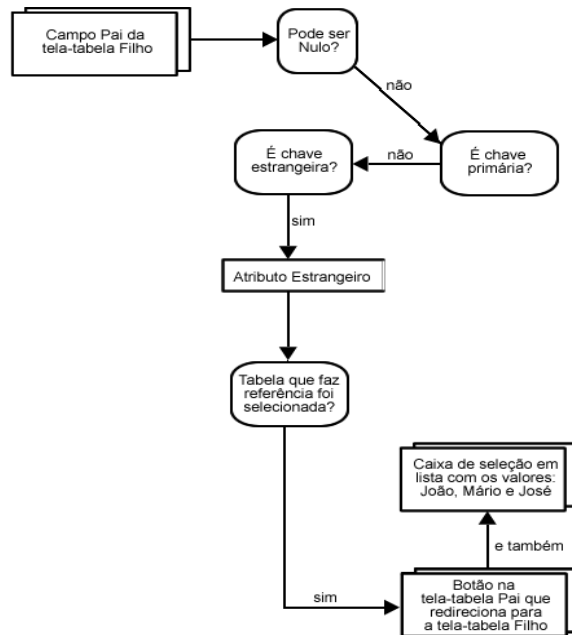 Campo Pai da
tela-tabela Filho
Pode ser
Nulo?
não
É chave
primária?
não
É chave
estrangeira?
sim
Atributo Estrangeiro
Tabela que faz
referência foi
selecionada?
sim
Botão na
tela-tabela Pai que
redireciona para
a tela-tabela Filho
e também
Caixa de seleção em
lista com os valores:
João, Mário e José